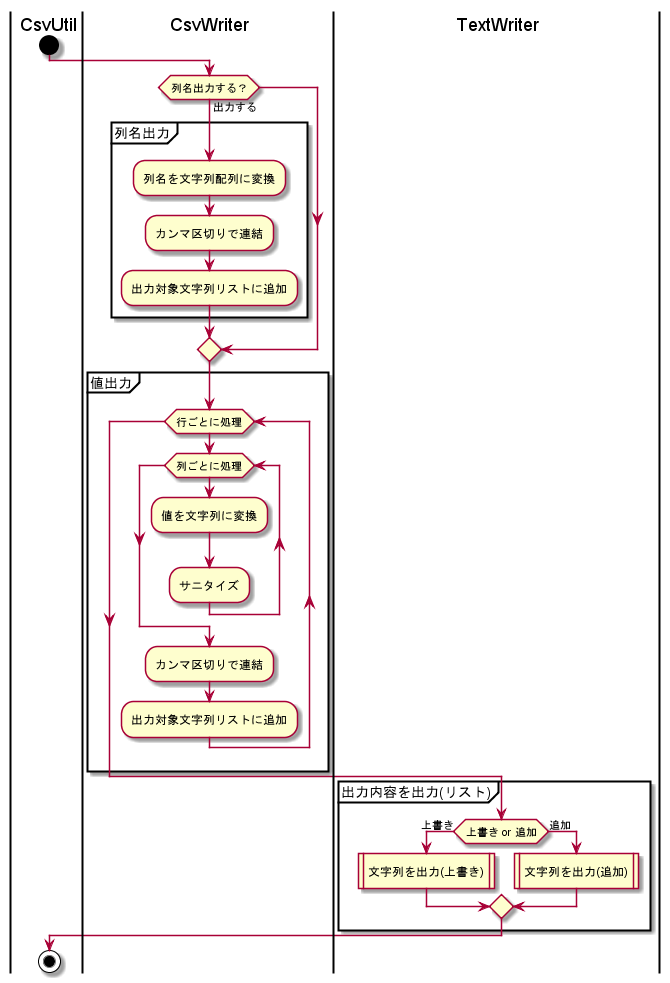 CsvUtil
CsvWriter
TextWriter
列名出力する?
出力する
列名出力
列名を文字列配列に変換
カンマ区切りで連結
出力対象文字列リストに追加
値出力
行ごとに処理
列ごとに処理
値を文字列に変換
サニタイズ
カンマ区切りで連結
出力対象文字列リストに追加
出力内容を出力(リスト)
上書き
上書き or 追加
追加
文字列を出力(上書き)
文字列を出力(追加)